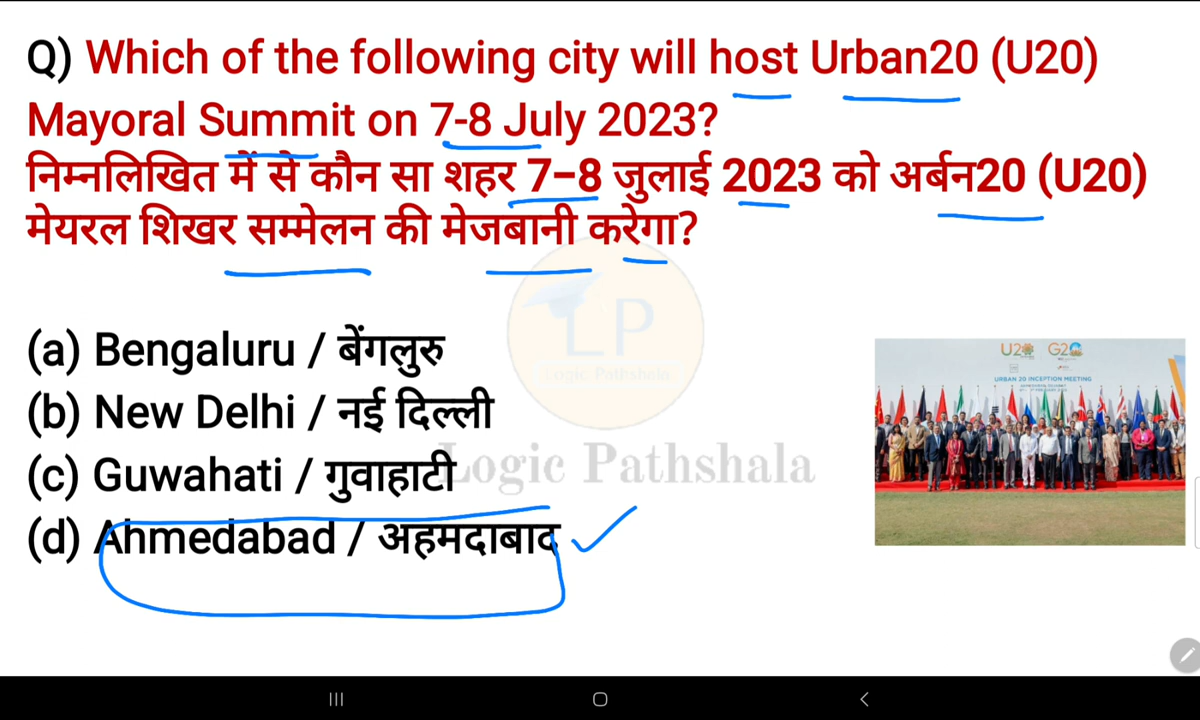 Q) Which of the following city will host Urban20 (U20)
Mayoral Summit on 7-8 July 2023?
निम्नलिखित में से कौन सा शहर 7-8 जुलाई 2023 को अर्बन20 (U20)
मेयरल शिखर सम्मेलन की मेजबानी करेगा?
LP
Logic Pathshala
(a) Bengaluru / बेंगलुरु
(b) New Delhi / नई दिल्ली
(c) Guwahati / गुवाहाटी
Logic Pathshala
(d) Ahmedabad / अहमदाबाद
U20 G20
URBAN 20 INCEPTION MEETING